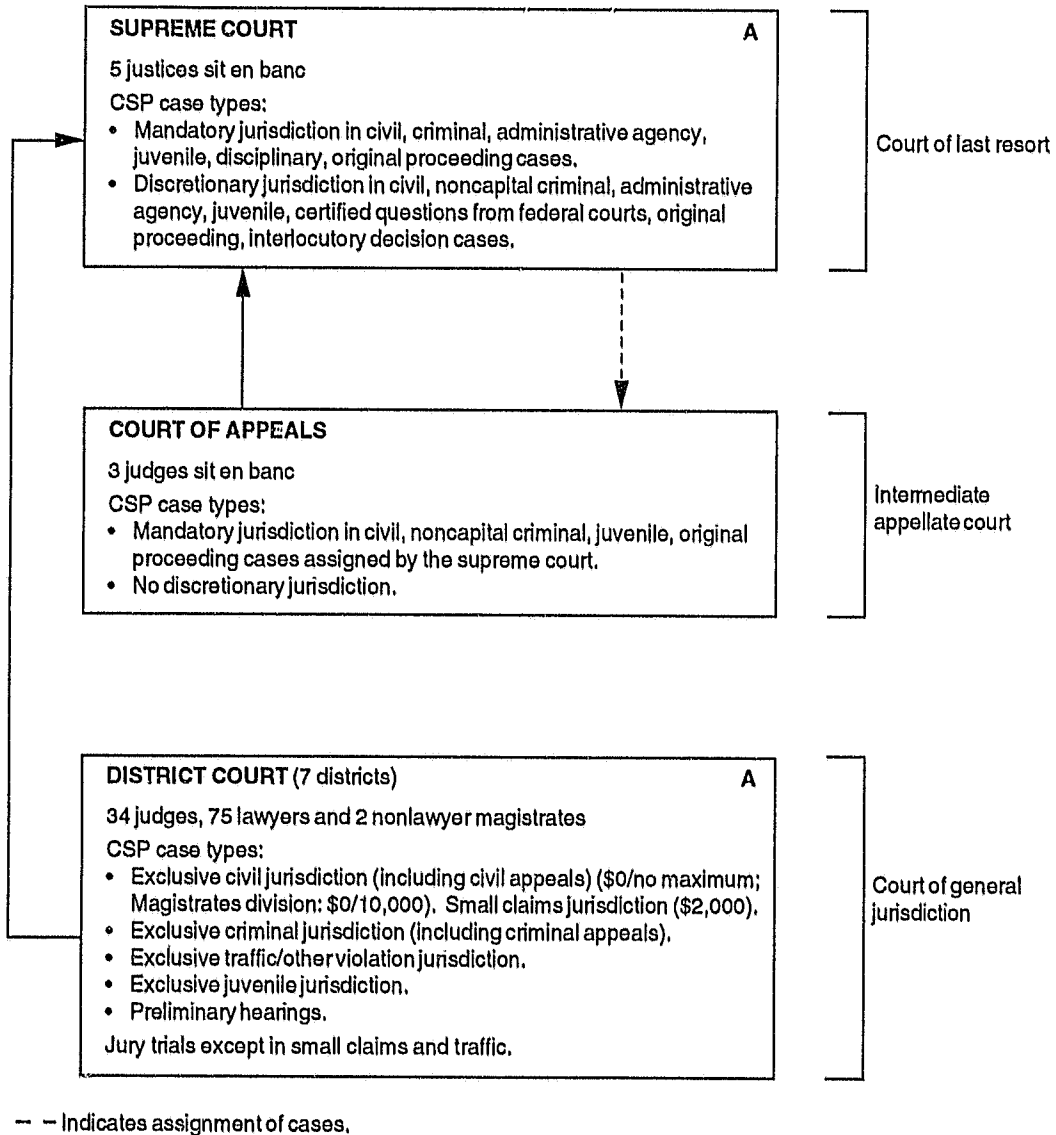 SUPREME COURT A
5 justices sit en banc
CSP case types:
• Mandatory jurisdiction in civil, criminal, administrative agency,
juvenile, disciplinary, original proceeding cases.
• Discretionary jurisdiction in civil, noncapital criminal, administrative
agency, juvenile, certified questions from federal courts, original
proceeding, interlocutory decision cases.
Court of last resort
COURT OF APPEALS
3 judges sit en banc
CSP case types:
• Mandatory jurisdiction in civil, noncapital criminal, juvenile, original
proceeding cases assigned by the supreme court.
• No discretionary jurisdiction.
Intermediate
appellate court
DISTRICT COURT (7 districts) A
34 judges, 75 lawyers and 2 nonlawyer magistrates
CSP case types:
• Exclusive civil jurisdiction (including civil appeals) ($0/no maximum;
Magistrates division: $0/10,000). Small claims jurisdiction ($2,000).
• Exclusive criminal jurisdiction (including criminal appeals).
• Exclusive traffic/other violation jurisdiction.
• Exclusive juvenile jurisdiction.
• Preliminary hearings.
Jury trials except in small claims and traffic.
Court of general
jurisdiction
– – Indicates assignment of cases.